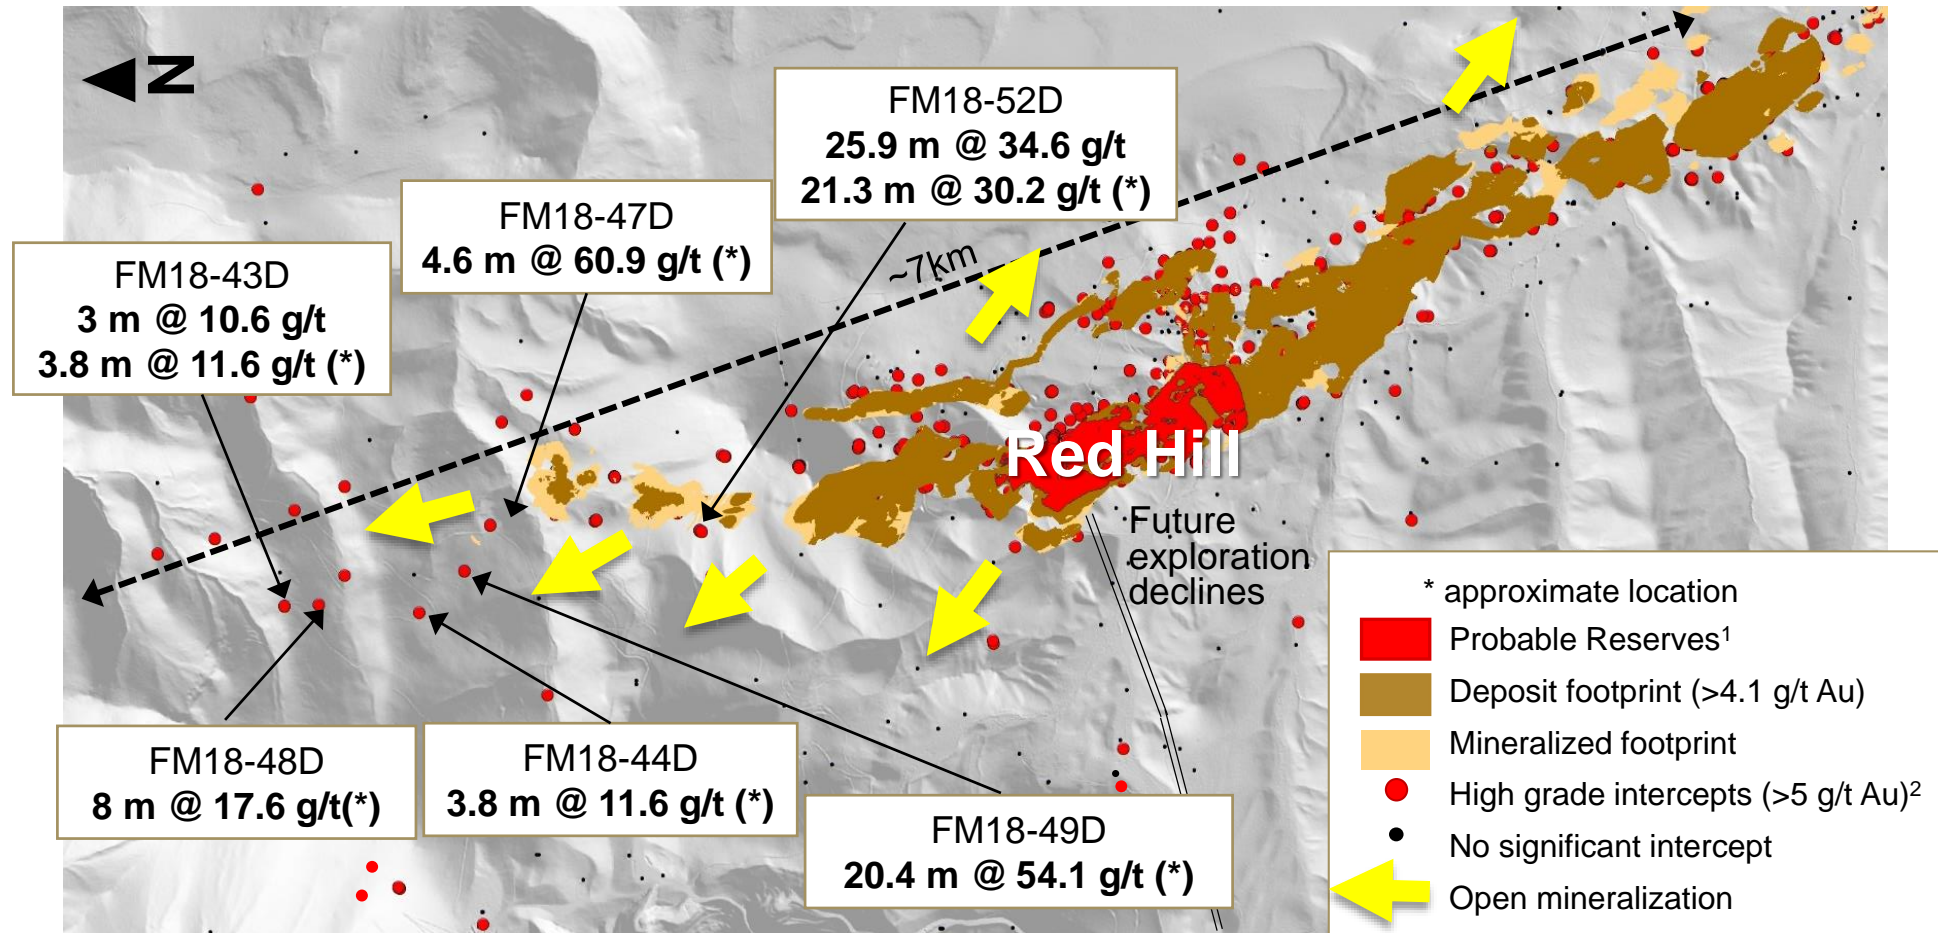 N
FM18-52D
25.9 m @ 34.6 g/t
21.3 m @ 30.2 g/t (*)
FM18-47D
4.6 m @ 60.9 g/t (*)
FM18-43D
3 m @ 10.6 g/t
3.8 m @ 11.6 g/t (*)
~7km
Red Hill
Future
exploration
declines
FM18-48D
8 m @ 17.6 g/t(*)
FM18-44D
3.8 m @ 11.6 g/t (*)
FM18-49D
20.4 m @ 54.1 g/t (*)
* approximate location
Probable Reserves¹
Deposit footprint (>4.1 g/t Au)
Mineralized footprint
High grade intercepts (>5 g/t Au)²
No significant intercept
Open mineralization